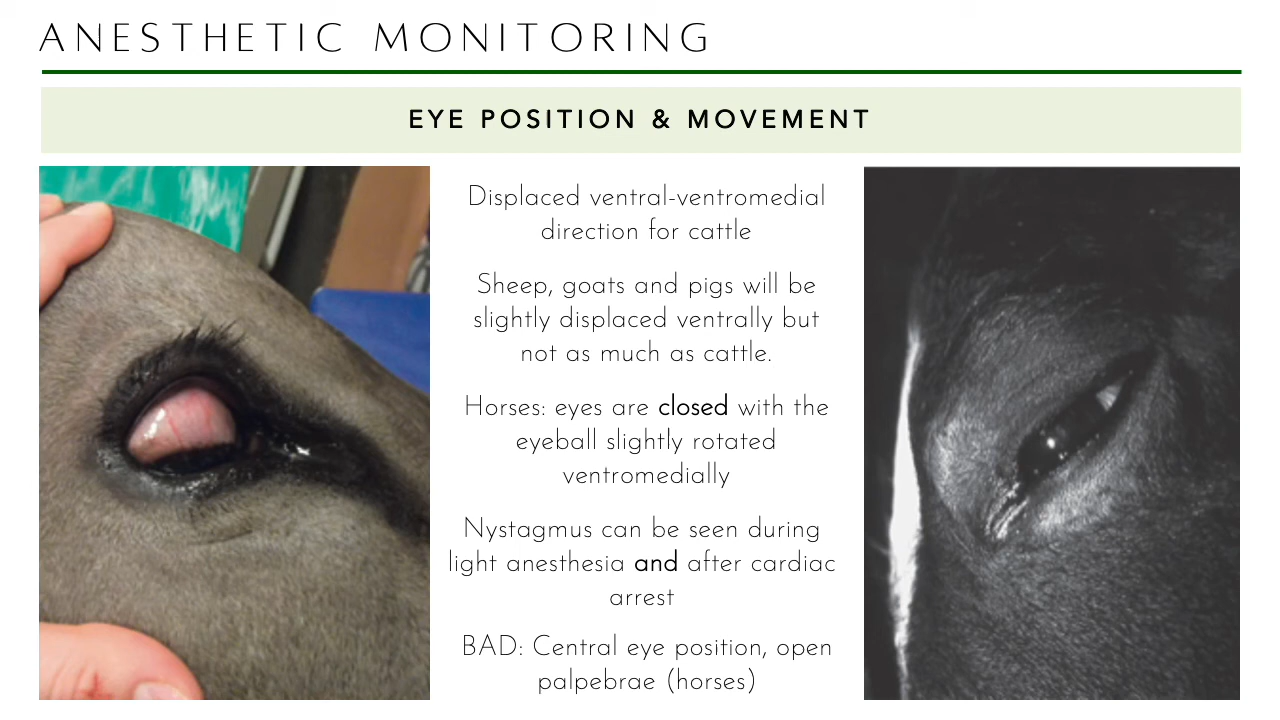 ANESTHETIC MONITORING
EYE POSITION & MOVEMENT
Displaced ventral-ventromedial
direction for cattle
Sheep, goats and pigs will be
slightly displaced ventrally but
not as much as cattle.
Horses: eyes are closed with the
eyeball slightly rotated
ventromedially
Nystagmus can be seen during
light anesthesia and after cardiac
arrest
BAD: Central eye position, open
palpebrae (horses)